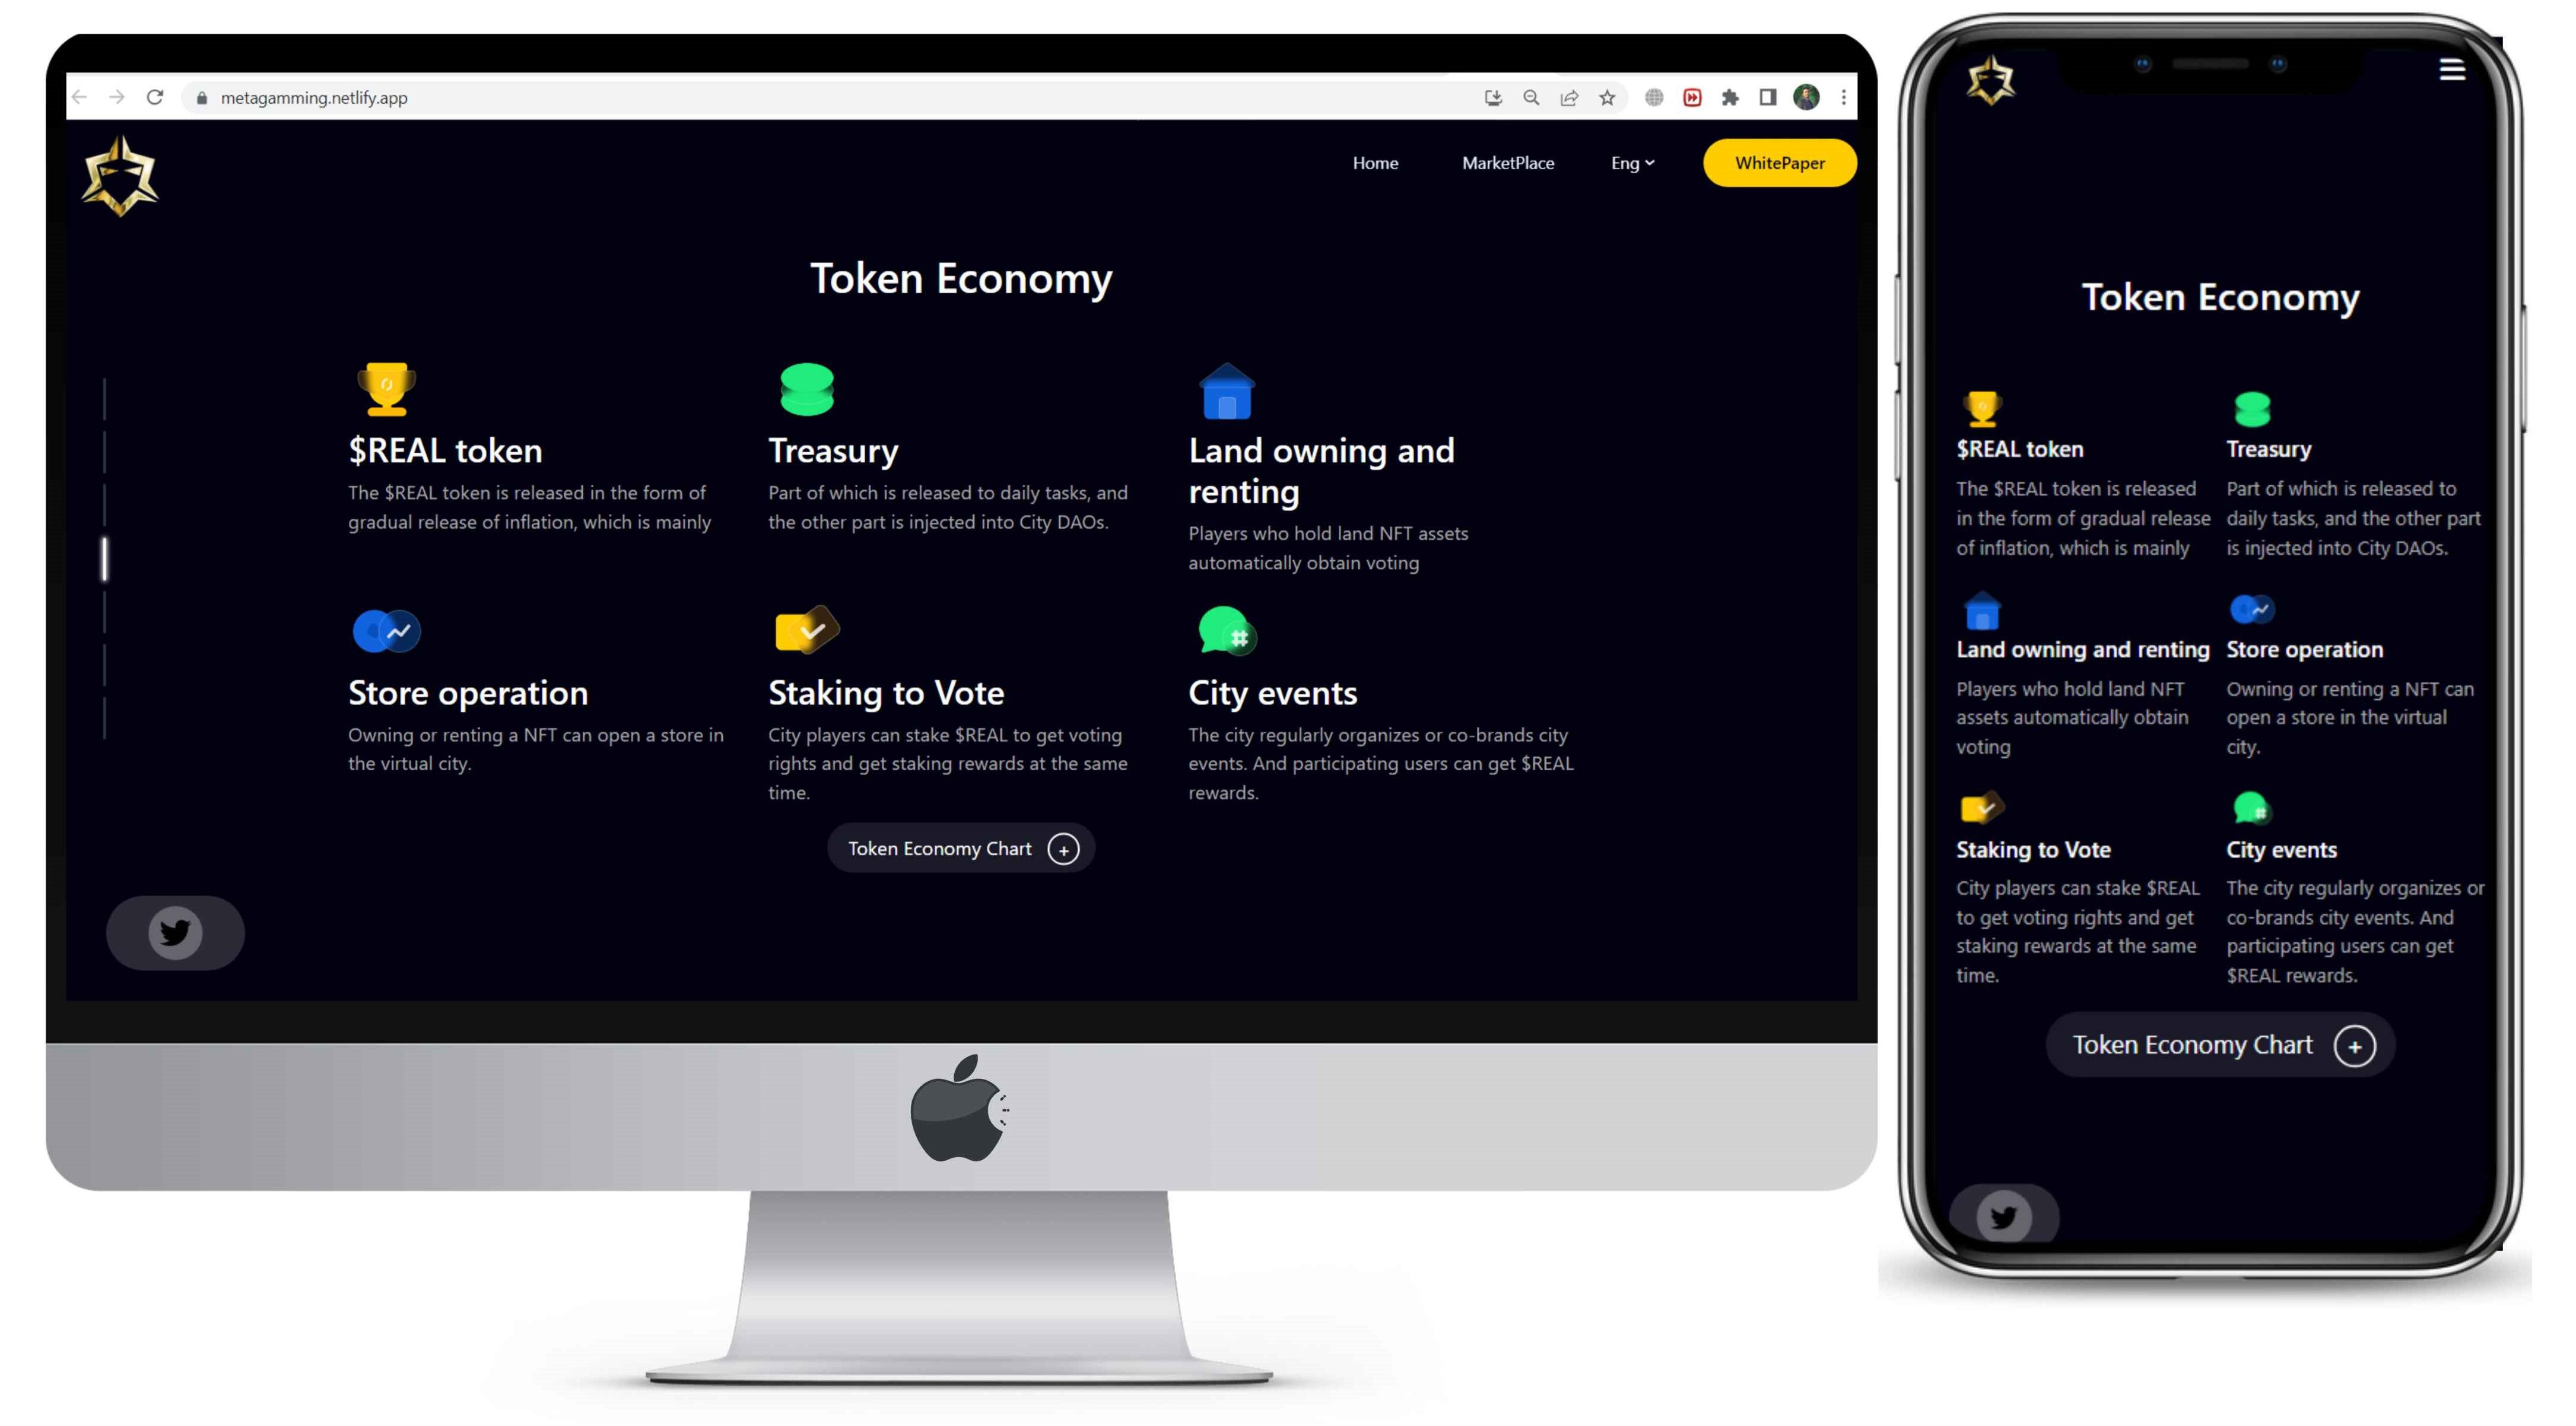 metagamming.netlify.app
Home
MarketPlace
Eng
WhitePaper
Token Economy
$REAL token
The $REAL token is released in the form of
gradual release of inflation, which is mainly
Treasury
Part of which is released to daily tasks, and
the other part is injected into City DAOs.
Land owning and
renting
Players who hold land NFT assets
automatically obtain voting
Store operation
Owning or renting a NFT can open a store in
the virtual city.
Staking to Vote
City players can stake $REAL to get voting
rights and get staking rewards at the same
time.
City events
The city regularly organizes or co-brands city
events. And participating users can get $REAL
rewards.
Token Economy Chart +
Token Economy
$REAL token
The $REAL token is released
in the form of gradual release
of inflation, which is mainly
Treasury
Part of which is released to
daily tasks, and the other part
is injected into City DAOs.
Land owning and renting
Players who hold land NFT
assets automatically obtain
voting
Store operation
Owning or renting a NFT can
open a store in the virtual
city.
Staking to Vote
City players can stake $REAL
to get voting rights and get
staking rewards at the same
time.
City events
The city regularly organizes or
co-brands city events. And
participating users can get
$REAL rewards.
Token Economy Chart +